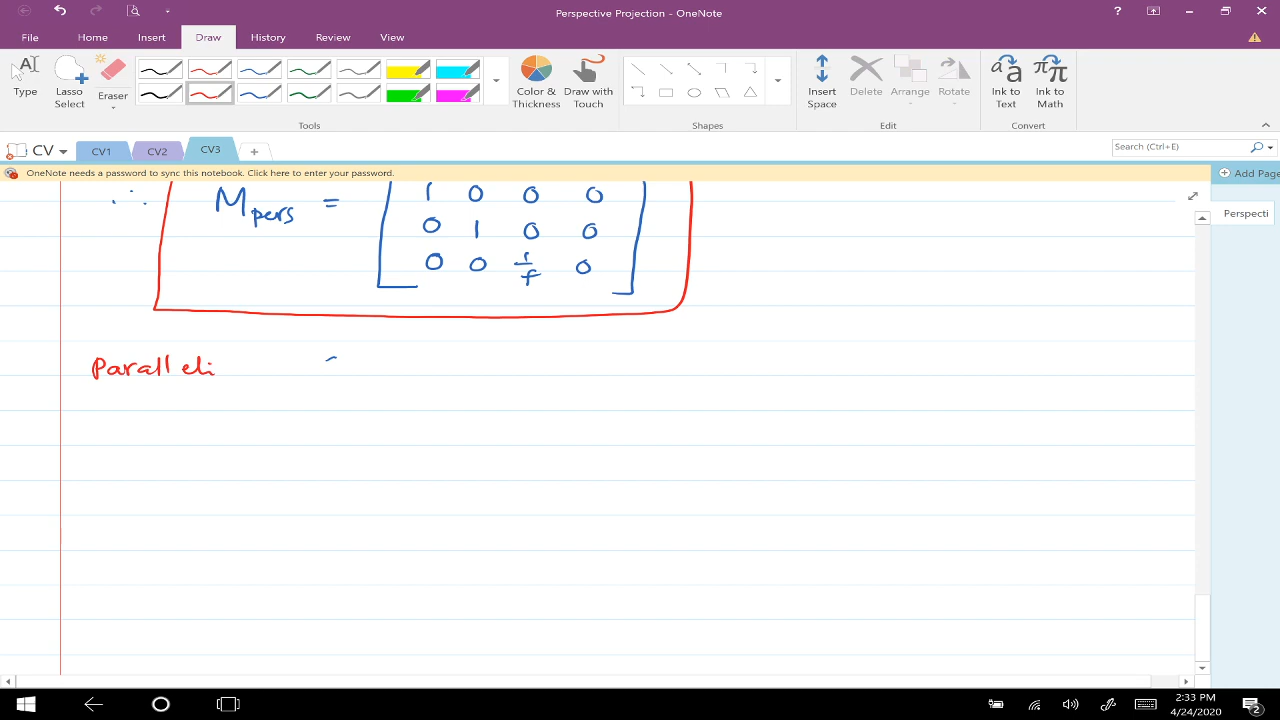 Perspective Projection - OneNote
File Home Insert Draw History Review View
Type Lasso Select Eraser Color & Thickness Draw with Touch Insert Space Delete Arrange Rotate Ink to Text Ink to Math
Tools Shapes Edit Convert
CV CV1 CV2 CV3 + Search (Ctrl+E)
OneNote needs a password to sync this notebook. Click here to enter your password.
Add Page
Perspecti
1 0 0 0
∴ Mpers =
0 1 0 0
0 0 1/f 0
Paralleli
2:33 PM
4/24/2020
2